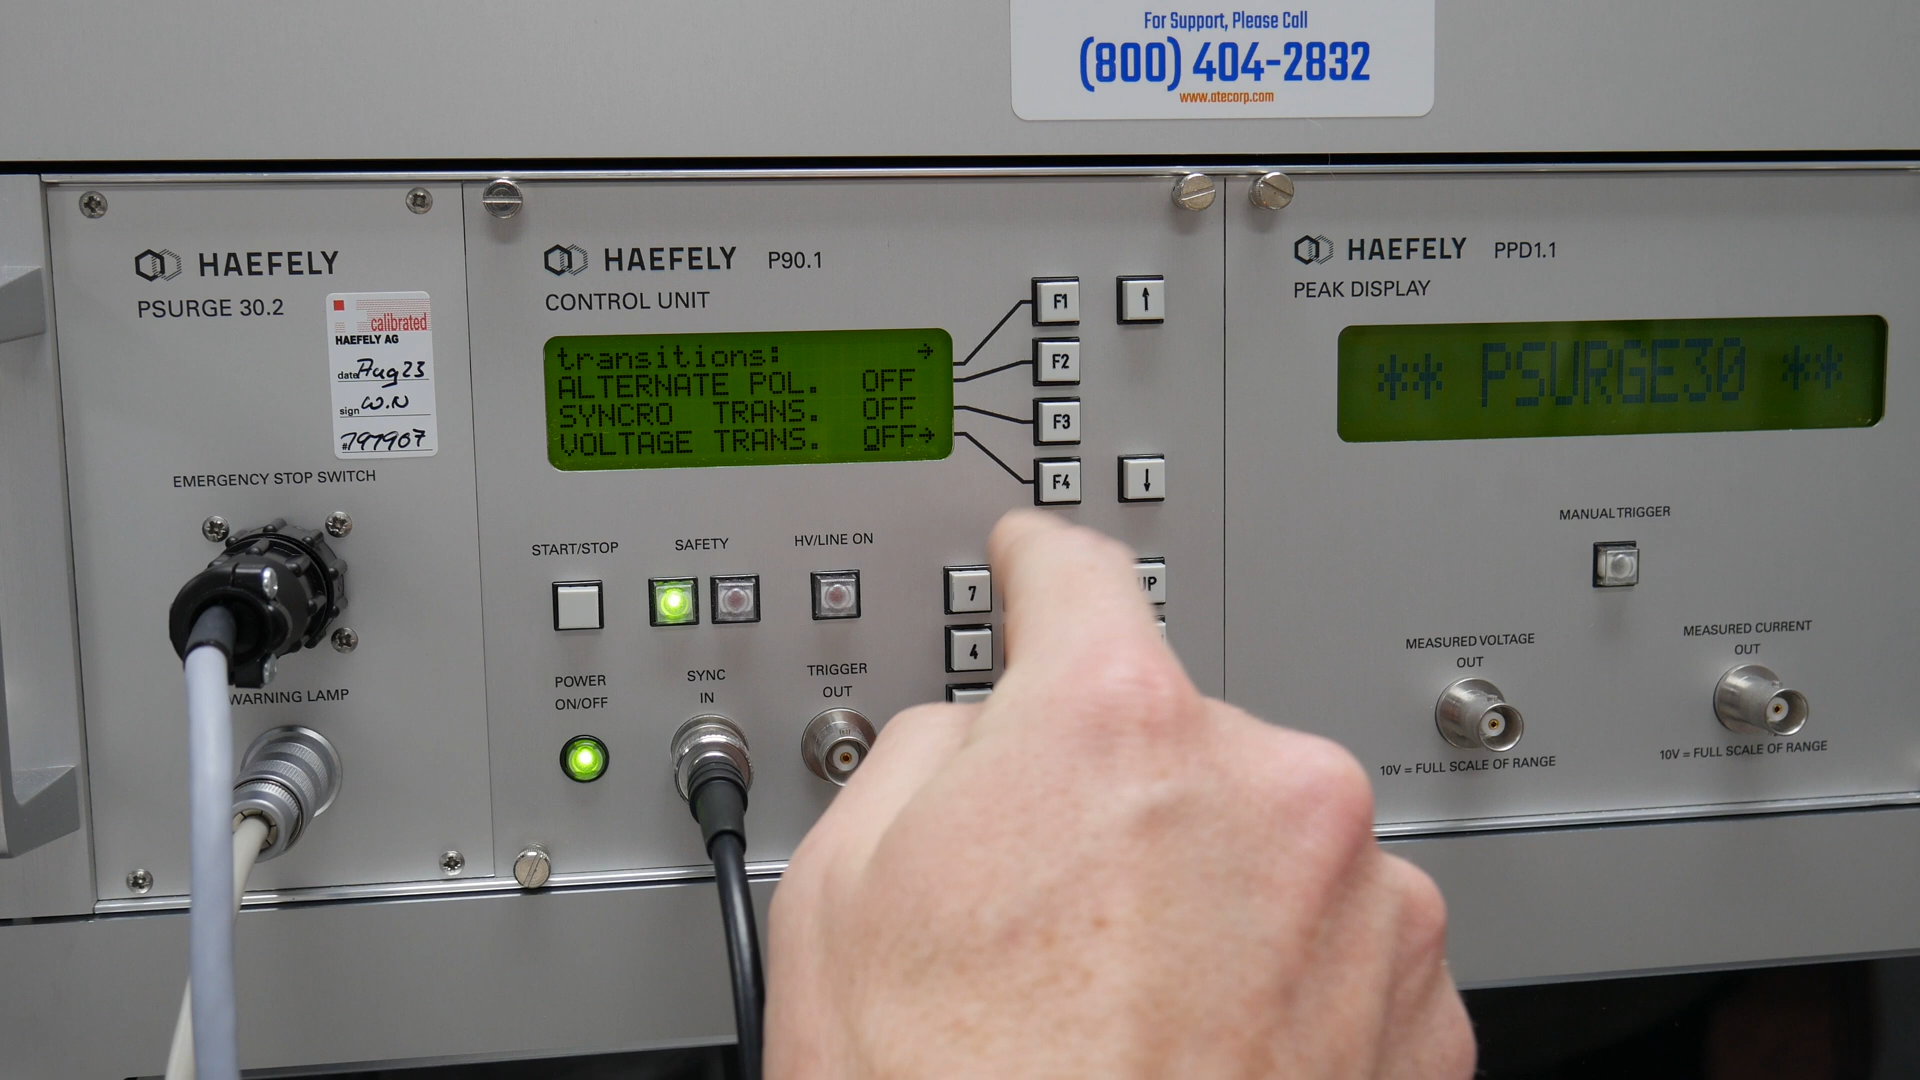 For Support, Please Call
(800) 404-2832
www.atecorp.com
HAEFELY
PSURGE 30.2
calibrated
HAEFELY AG
date Aug 23
sign W.N
#797907
EMERGENCY STOP SWITCH
WARNING LAMP
HAEFELY P90.1
CONTROL UNIT
transitions: →
ALTERNATE POL. OFF
SYNCRO TRANS. OFF
VOLTAGE TRANS. OFF→
F1 ↑
F2
F3
F4 ↓
START/STOP
SAFETY
HV/LINE ON
7
UP
4
POWER
ON/OFF
SYNC
IN
TRIGGER
OUT
HAEFELY PPD1.1
PEAK DISPLAY
** PSURGE30 **
MANUAL TRIGGER
MEASURED VOLTAGE
OUT
10V = FULL SCALE OF RANGE
MEASURED CURRENT
OUT
10V = FULL SCALE OF RANGE